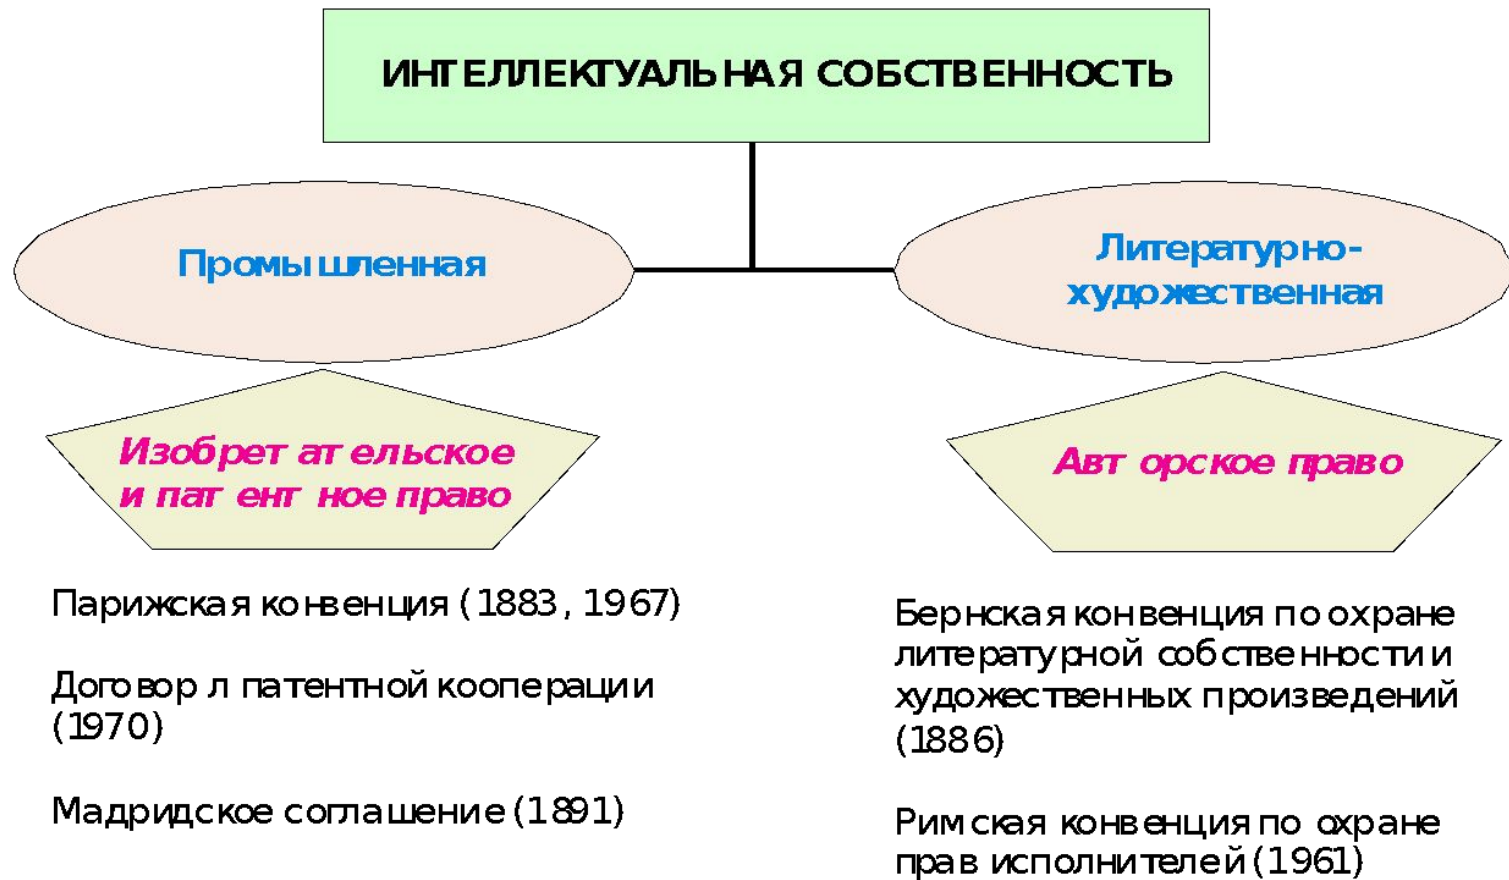 ИНТЕЛЛЕКТУАЛЬНАЯ СОБСТВЕННОСТЬ
Промышленная
Литературно-
художественная
Изобретательское
и патентное право
Авторское право
Парижская конвенция (1883, 1967)
Договор л патентной кооперации
(1970)
Мадридское соглашение (1891)
Бернская конвенция по охране
литературной собственности и
художественных произведений
(1886)
Римская конвенция по охране
прав исполнителей (1961)